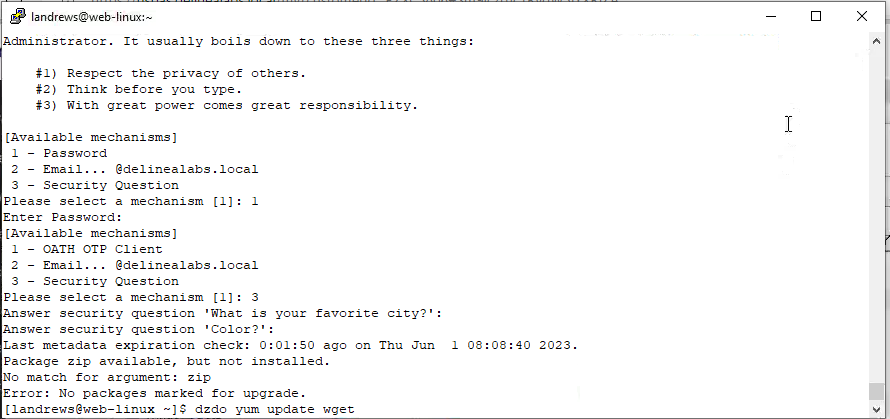 landrews@web-linux:~
Administrator. It usually boils down to these three things:
#1) Respect the privacy of others.
#2) Think before you type.
#3) With great power comes great responsibility.
[Available mechanisms]
1 - Password
2 - Email... @delinealabs.local
3 - Security Question
Please select a mechanism [1]: 1
Enter Password:
[Available mechanisms]
1 - OATH OTP Client
2 - Email... @delinealabs.local
3 - Security Question
Please select a mechanism [1]: 3
Answer security question 'What is your favorite city?':
Answer security question 'Color?':
Last metadata expiration check: 0:01:50 ago on Thu Jun  1 08:08:40 2023.
Package zip available, but not installed.
No match for argument: zip
Error: No packages marked for upgrade.
[landrews@web-linux ~]$ dzdo yum update wget